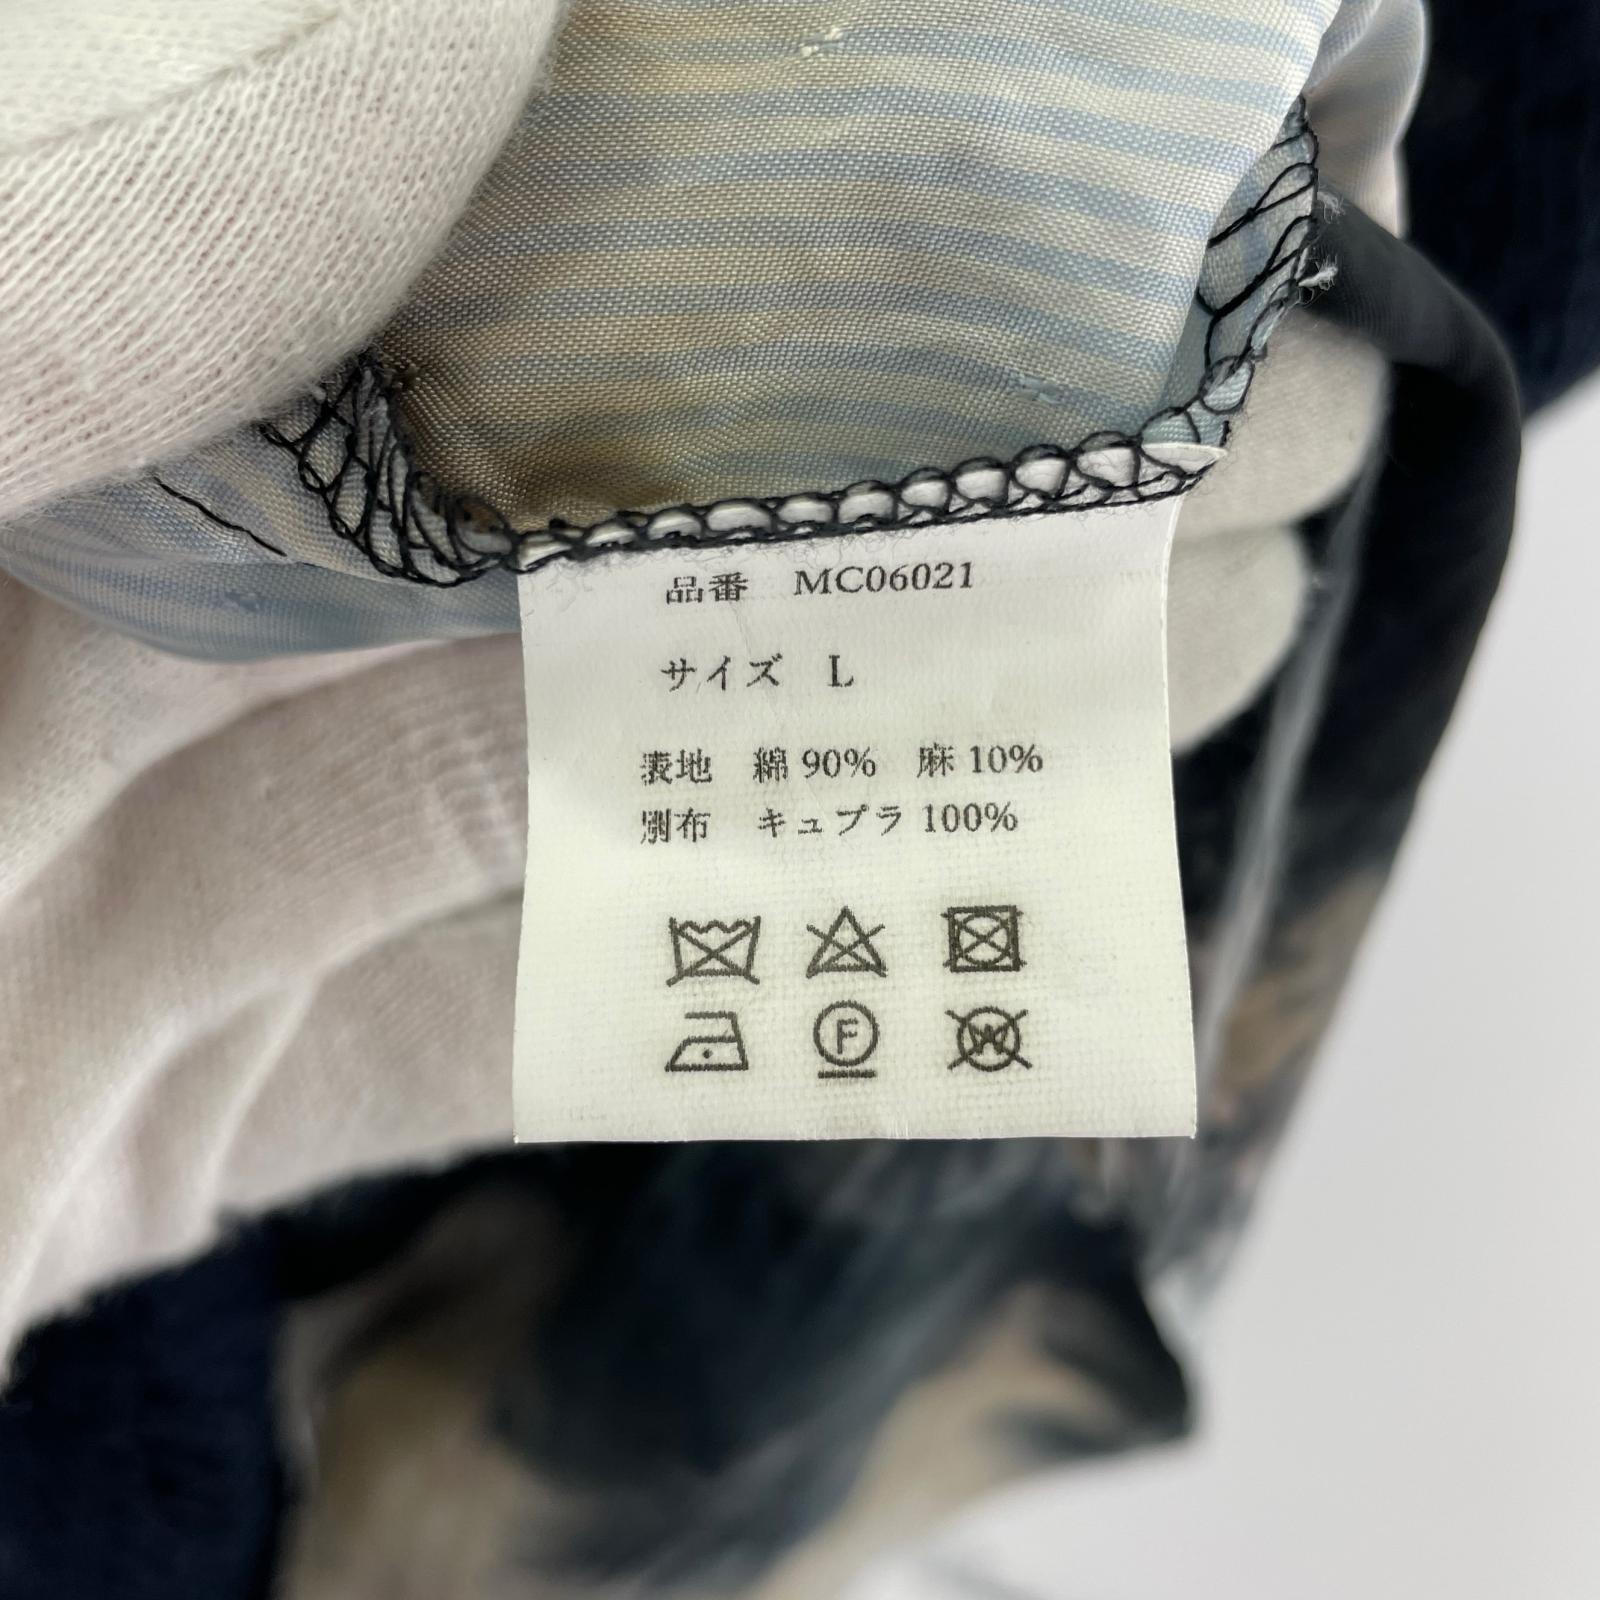 品番 MC06021
サイズ L
表地 綿 90% 麻 10%
別布 キュプラ 100%
F W